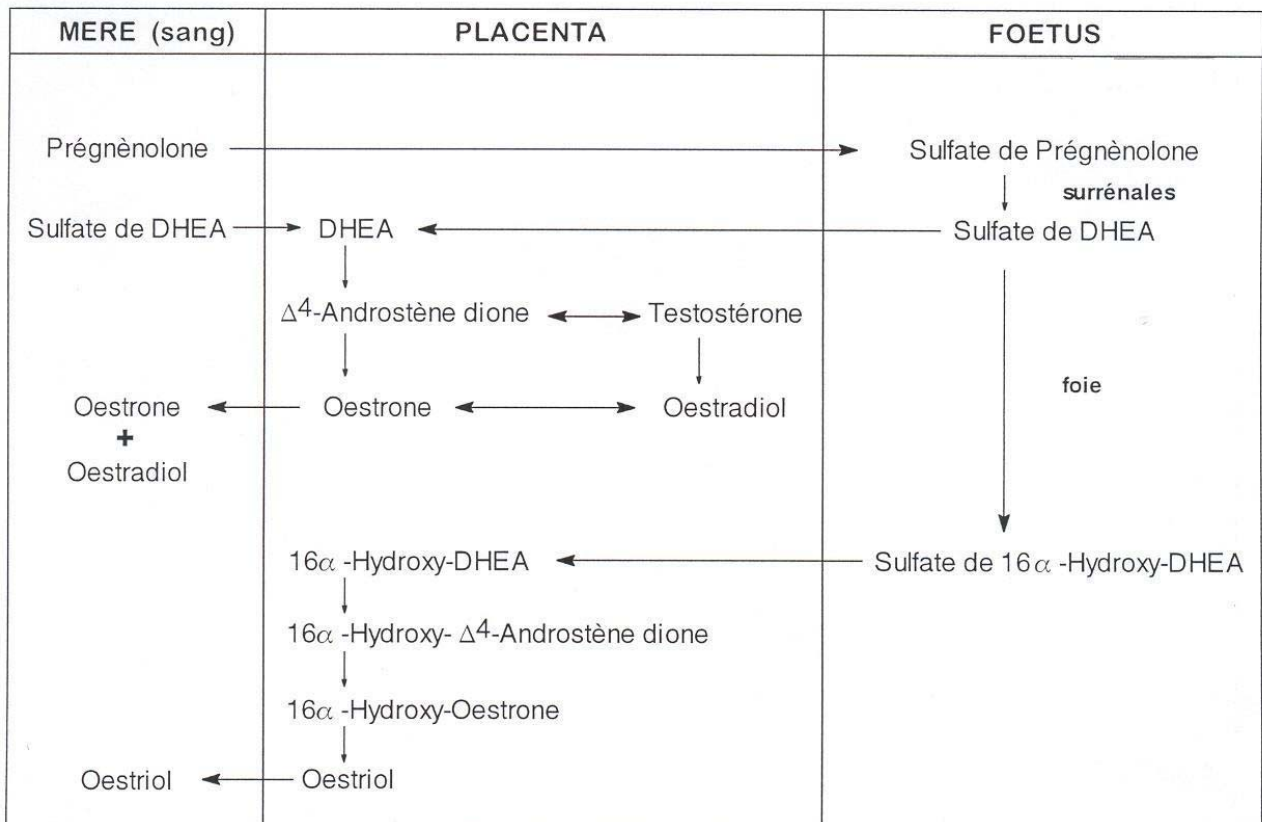 MERE (sang) PLACENTA FOETUS
Prégnènolone Sulfate de Prégnènolone
surrénales
Sulfate de DHEA DHEA Sulfate de DHEA
Δ4-Androstène dione Testostérone
foie
Oestrone Oestrone Oestradiol
+
Oestradiol
16α -Hydroxy-DHEA Sulfate de 16α -Hydroxy-DHEA
16α -Hydroxy- Δ4-Androstène dione
16α -Hydroxy-Oestrone
Oestriol Oestriol